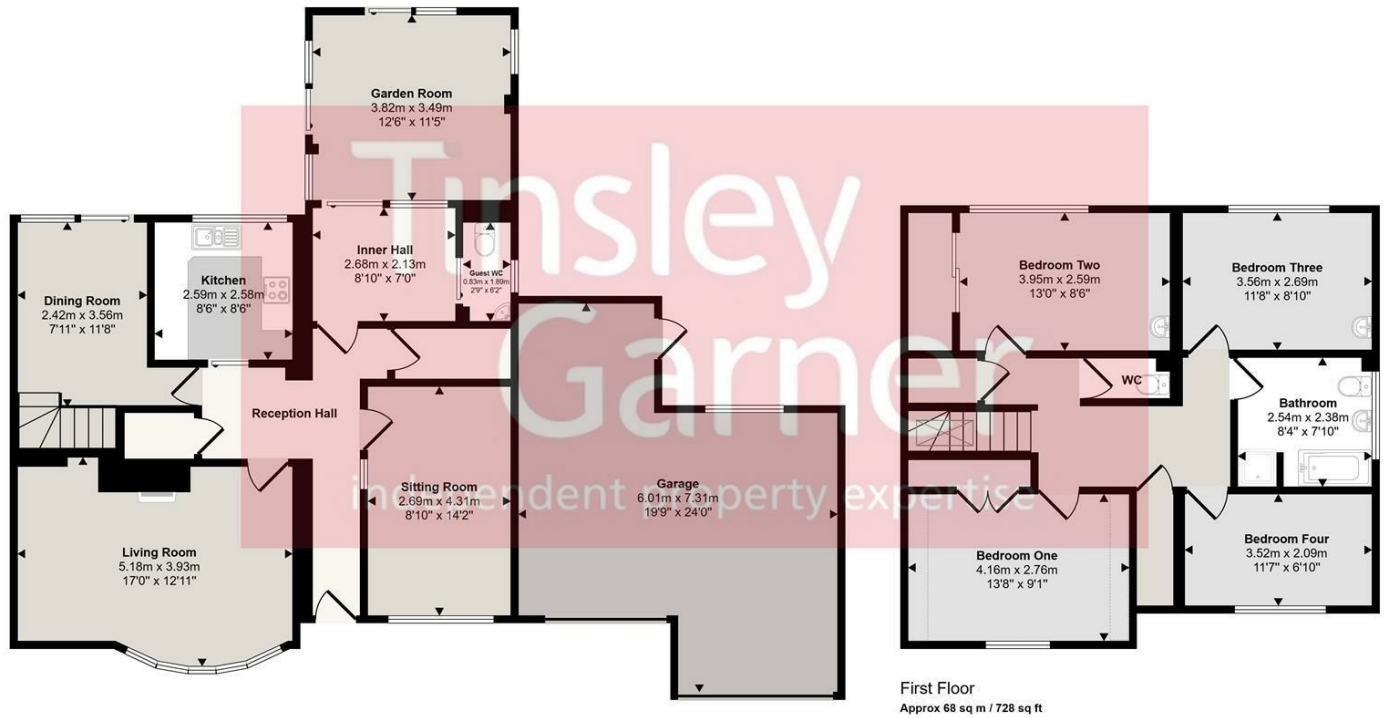 Garden Room
3.82m x 3.49m
12'6" x 11'5"
Tinsley
Garner
independent property expertise
Inner Hall
2.68m x 2.13m
8'10" x 7'0"
Guest WC
0.83m x 1.89m
2'9" x 6'2"
Kitchen
2.59m x 2.58m
8'6" x 8'6"
Dining Room
2.42m x 3.56m
7'11" x 11'8"
Reception Hall
Sitting Room
2.69m x 4.31m
8'10" x 14'2"
Garage
6.01m x 7.31m
19'9" x 24'0"
Living Room
5.18m x 3.93m
17'0" x 12'11"
Bedroom Two
3.95m x 2.59m
13'0" x 8'6"
Bedroom Three
3.56m x 2.69m
11'8" x 8'10"
WC
Bathroom
2.54m x 2.38m
8'4" x 7'10"
Bedroom One
4.16m x 2.76m
13'8" x 9'1"
Bedroom Four
3.52m x 2.09m
11'7" x 6'10"
First Floor
Approx 68 sq m / 728 sq ft